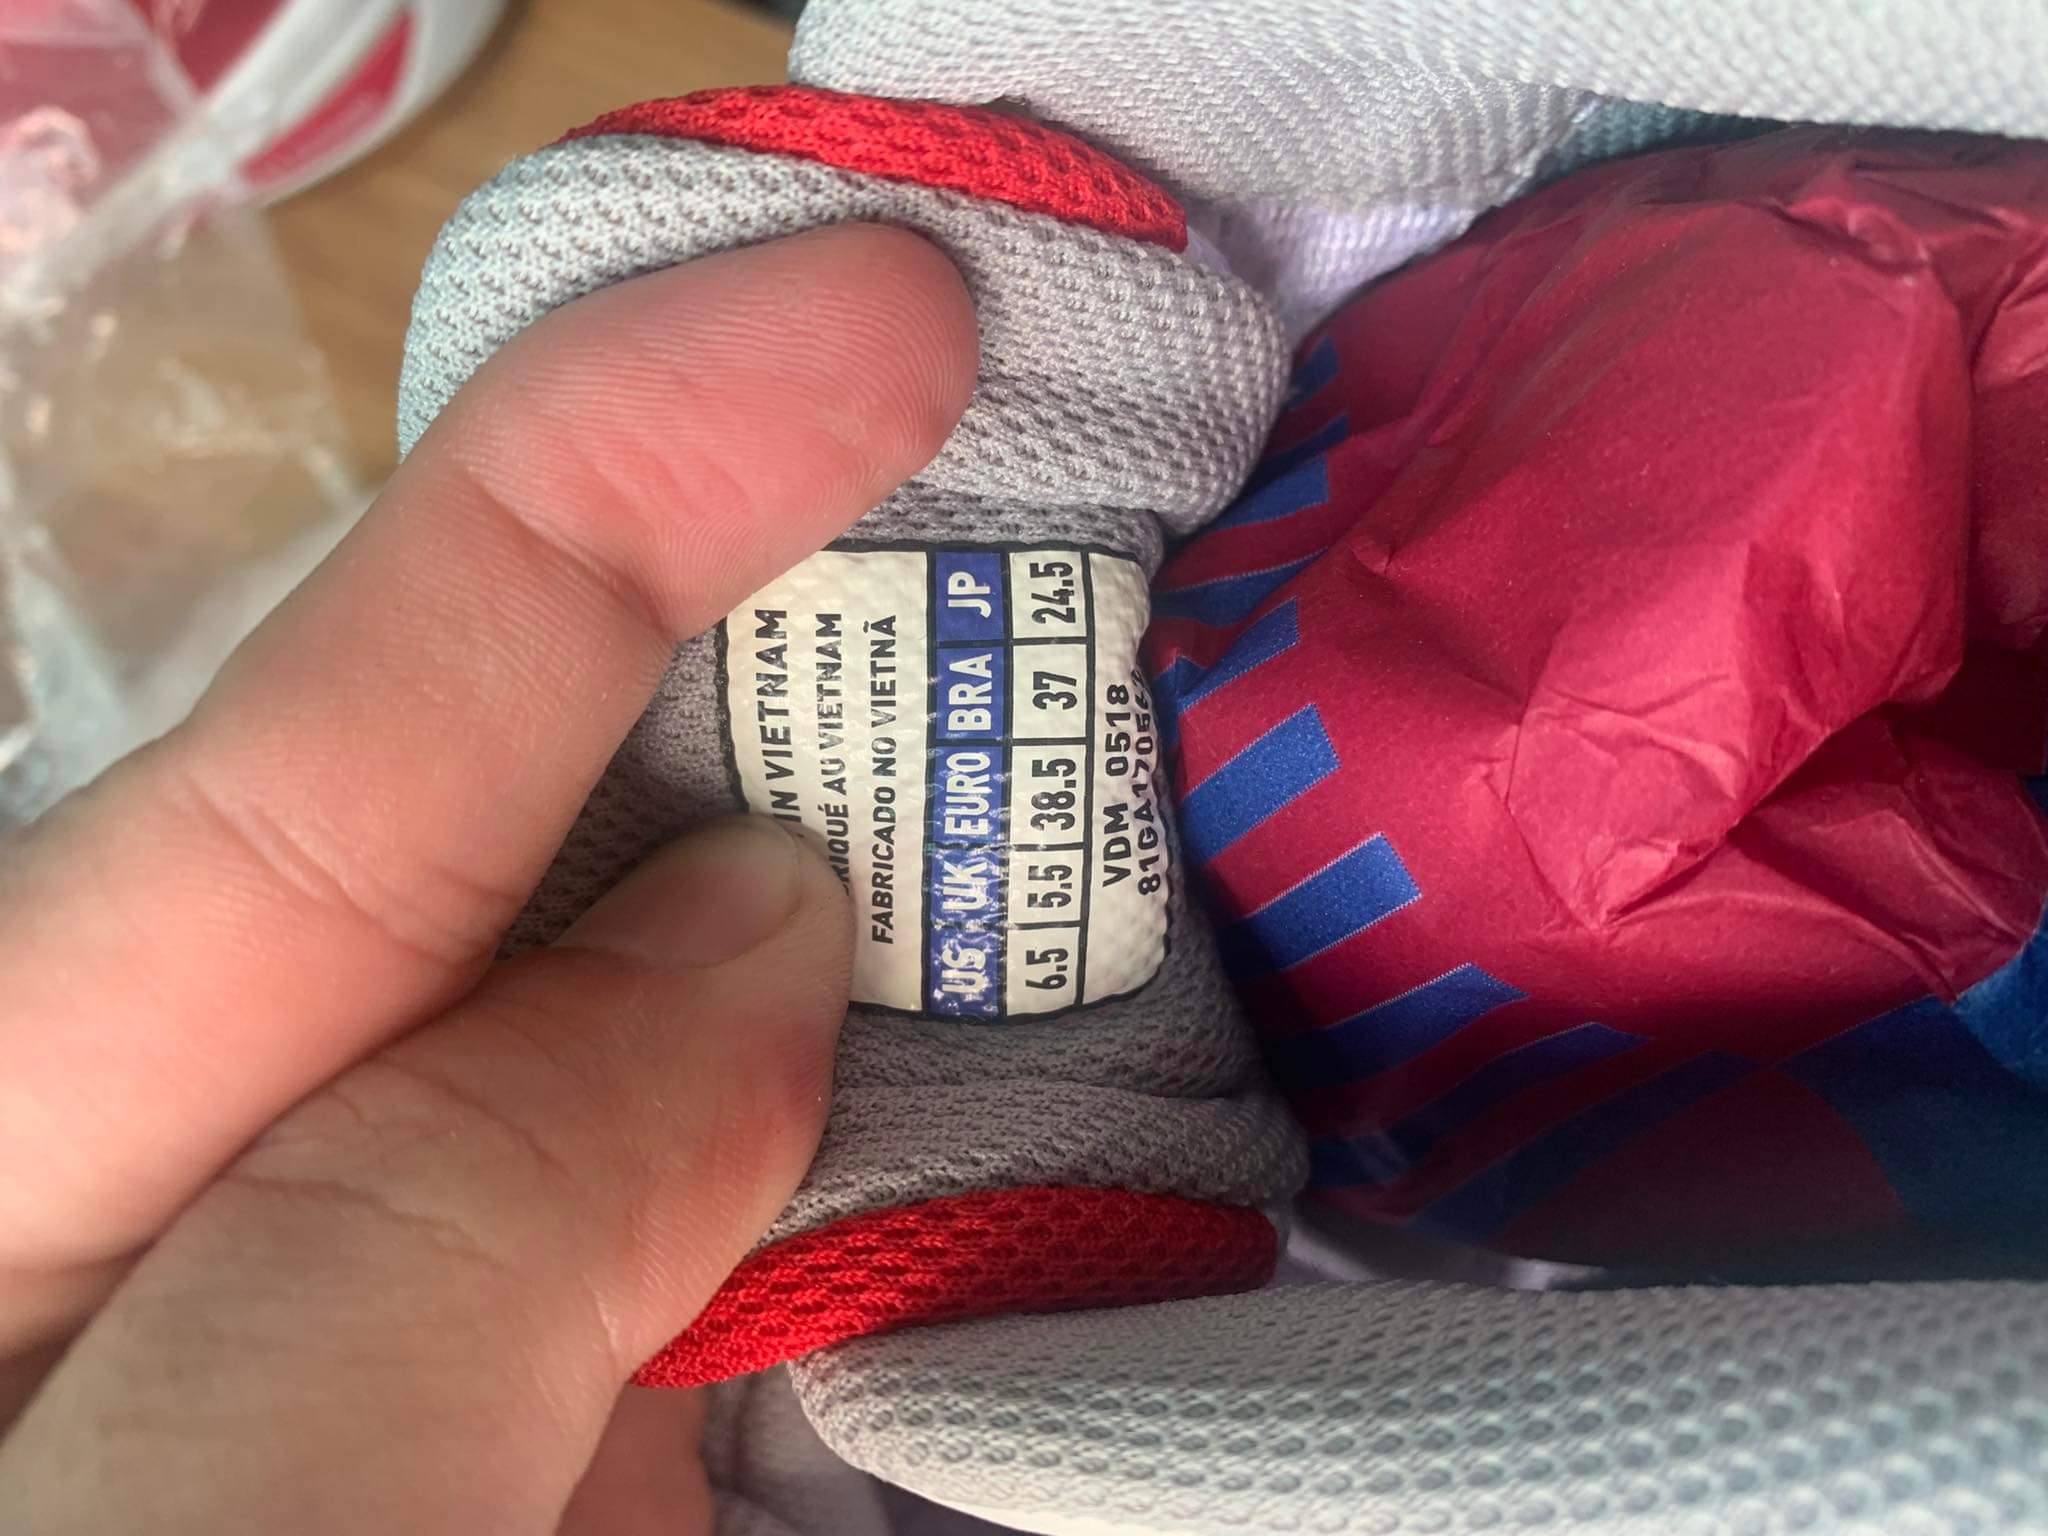 IN VIETNAM
AU VIETNAM
FABRICADO NO VIETNÃ
US UK EURO BRA JP
6.5 5.5 38.5 37 24.5
VDM 0518